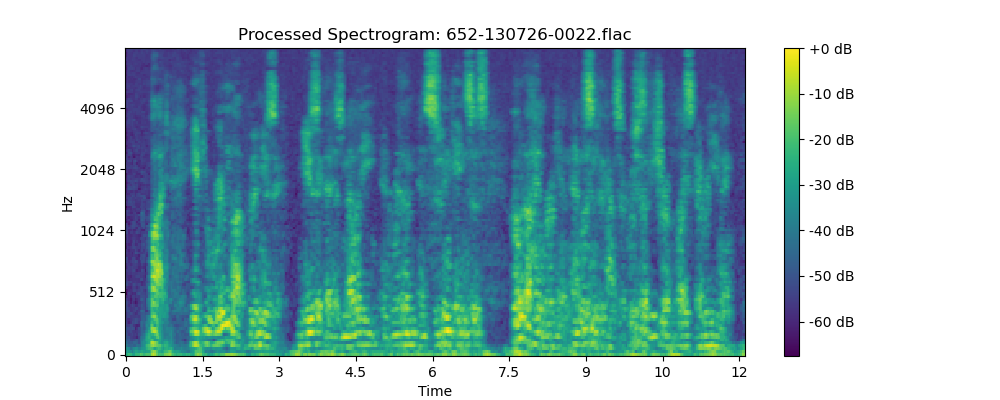 Processed Spectrogram: 652-130726-0022.flac
+0 dB
4096
-10 dB
-20 dB
2048
-30 dB
Hz
1024
-40 dB
-50 dB
512
-60 dB
0
0 1.5 3 4.5 6 7.5 9 10 12
Time